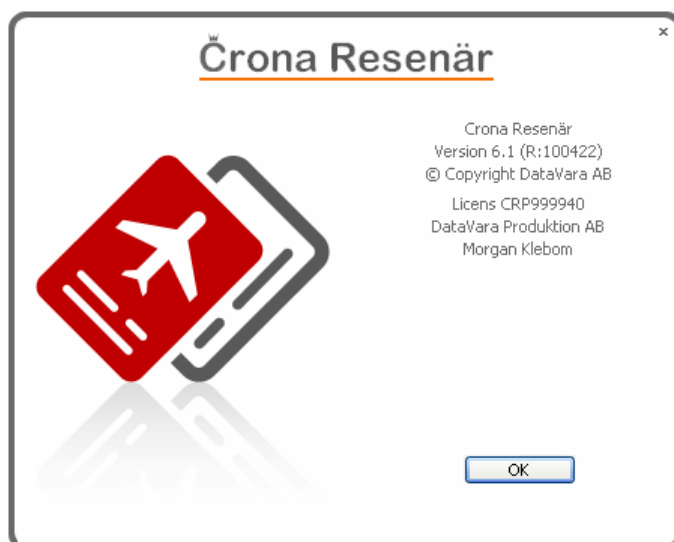 Crona Resenär
Crona Resenär
Version 6.1 (R:100422)
© Copyright DataVara AB
Licens CRP999940
DataVara Produktion AB
Morgan Klebom
OK